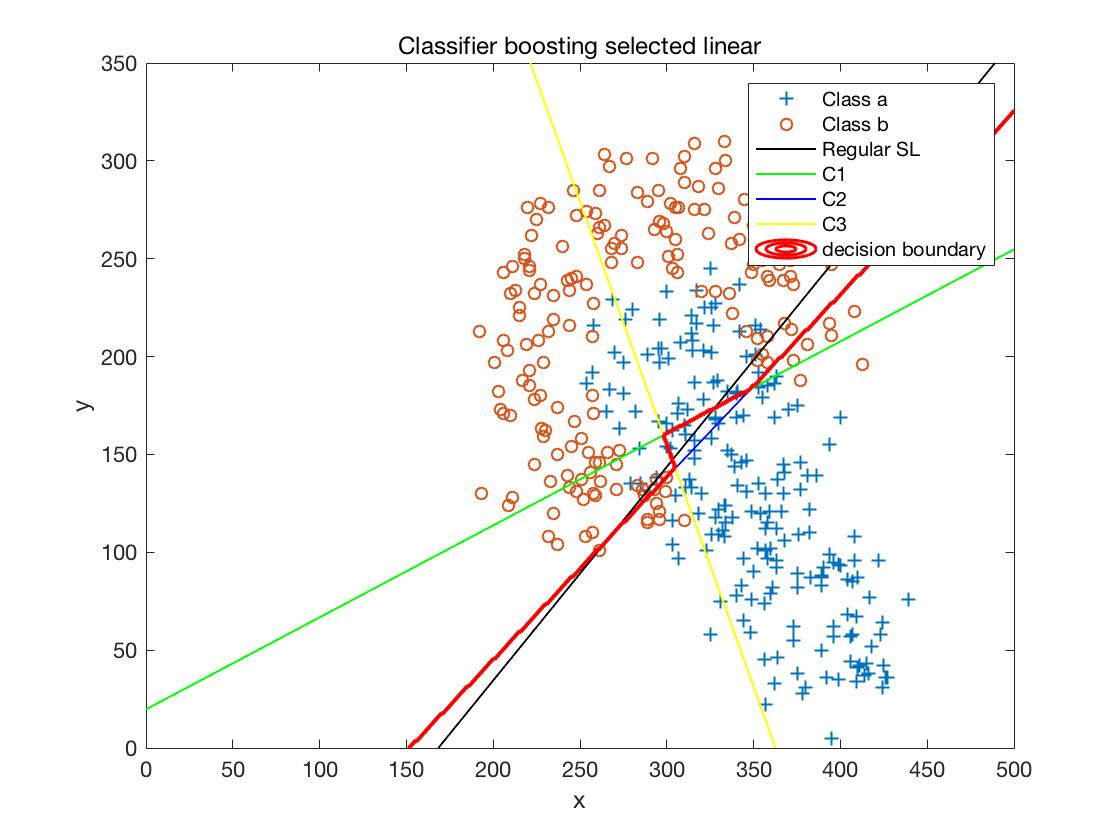 Classifier boosting selected linear
350
300
250
200
150
100
50
0
y
Class a
Class b
Regular SL
C1
C2
C3
decision boundary
0 50 100 150 200 250 300 350 400 450 500
x